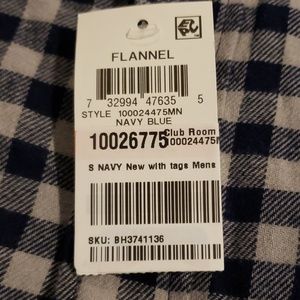 FLANNEL
7 32994 47635 5
STYLE 100024475MN
NAVY BLUE
10026775 Club Room
100024475
S NAVY New with tags Mens
SKU: BH3741136